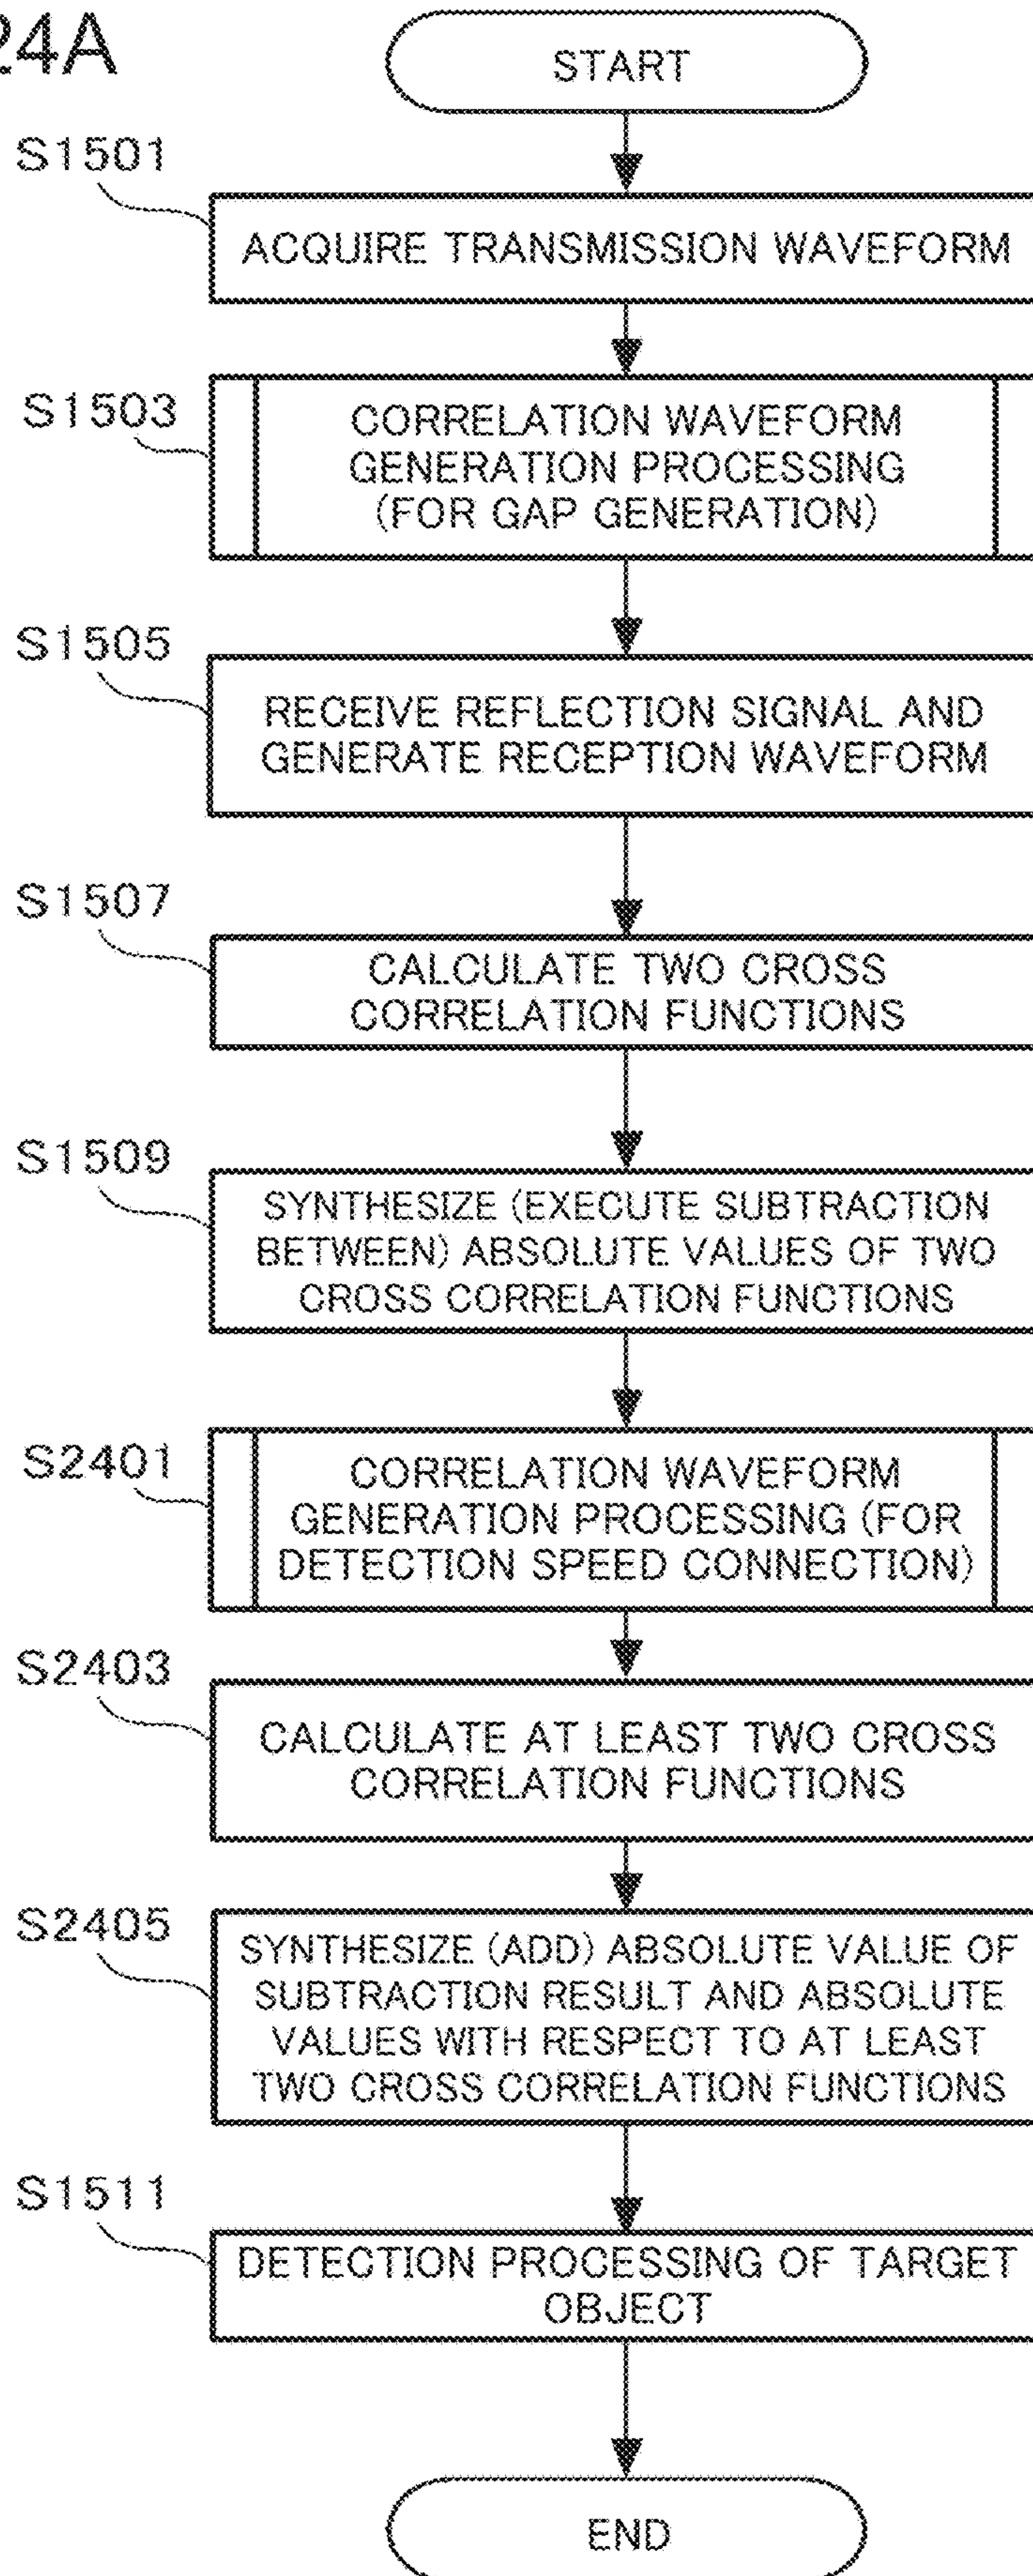 24A
START
S1501
ACQUIRE TRANSMISSION WAVEFORM
S1503
CORRELATION WAVEFORM
GENERATION PROCESSING
(FOR GAP GENERATION)
S1505
RECEIVE REFLECTION SIGNAL AND
GENERATE RECEPTION WAVEFORM
S1507
CALCULATE TWO CROSS
CORRELATION FUNCTIONS
S1509
SYNTHESIZE (EXECUTE SUBTRACTION
BETWEEN) ABSOLUTE VALUES OF TWO
CROSS CORRELATION FUNCTIONS
S2401
CORRELATION WAVEFORM
GENERATION PROCESSING (FOR
DETECTION SPEED CONNECTION)
S2403
CALCULATE AT LEAST TWO CROSS
CORRELATION FUNCTIONS
S2405
SYNTHESIZE (ADD) ABSOLUTE VALUE OF
SUBTRACTION RESULT AND ABSOLUTE
VALUES WITH RESPECT TO AT LEAST
TWO CROSS CORRELATION FUNCTIONS
S1511
DETECTION PROCESSING OF TARGET
OBJECT
END